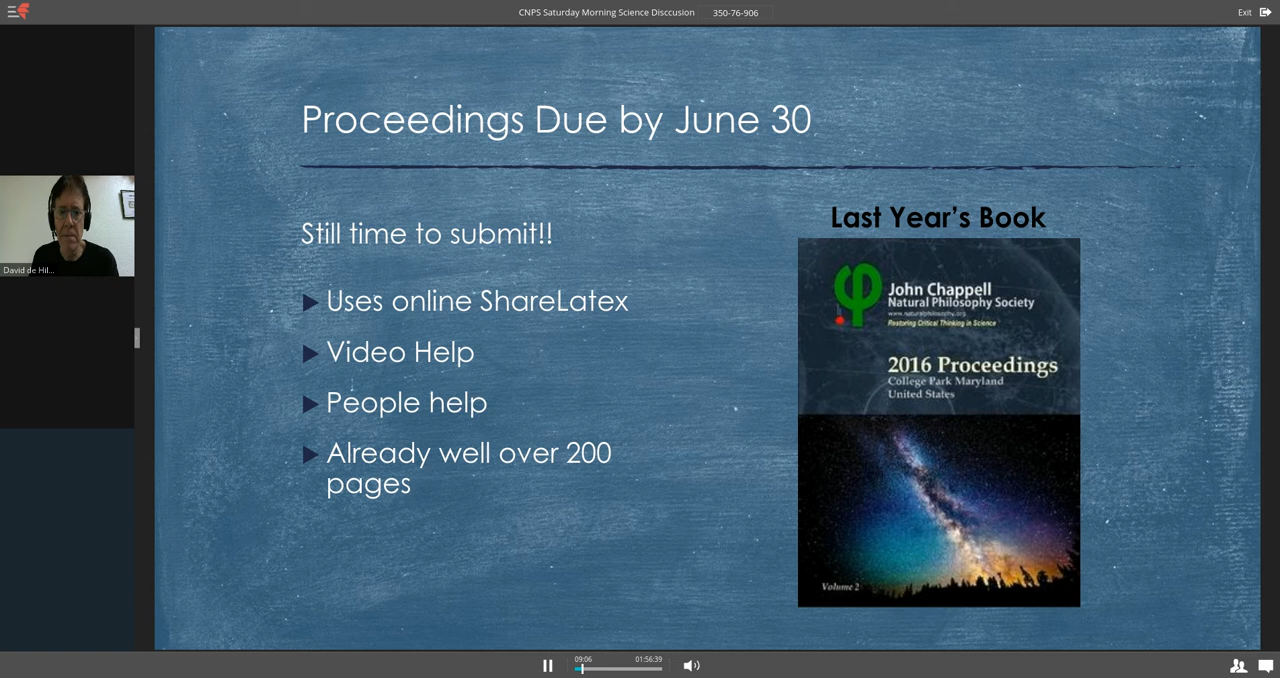 CNPS Saturday Morning Science Disccusion 350-76-906
Exit
Proceedings Due by June 30
Still time to submit!!
Uses online ShareLatex
Video Help
People help
Already well over 200
pages
Last Year's Book
John Chappell
Natural Philosophy Society
www.naturalphilosophy.org
Restoring Critical Thinking in Science
2016 Proceedings
College Park Maryland
United States
Volume 2
David de Hil...
09:06
01:56:39